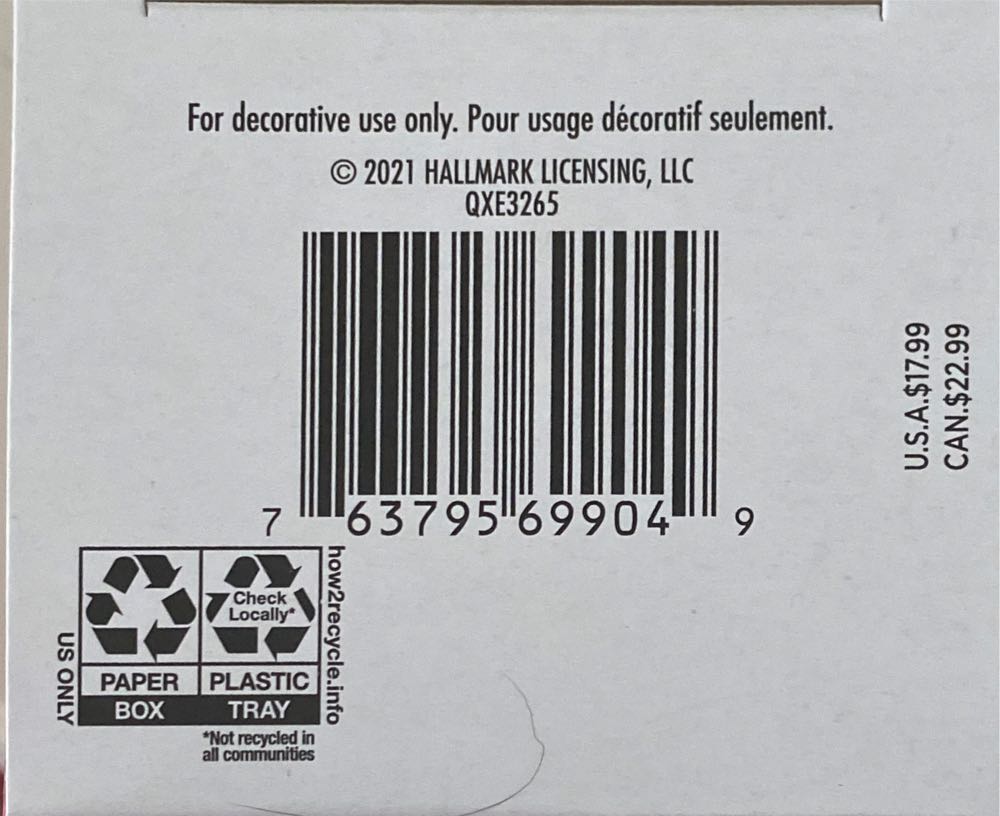 For decorative use only. Pour usage décoratif seulement.
© 2021 HALLMARK LICENSING, LLC
QXE3265
7 63795 69904 9
U.S.A.$17.99
CAN.$22.99
US ONLY
Check
Locally*
PAPER PLASTIC
BOX TRAY
how2recycle.info
*Not recycled in
all communities